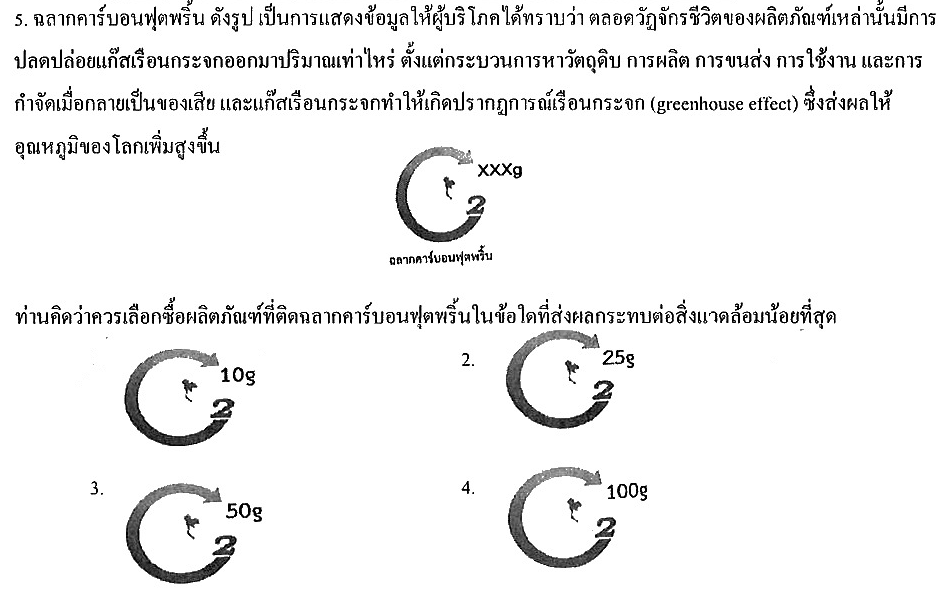 5. ฉลากคาร์บอนฟุตพริ้น ดังรูป เป็นการแสดงข้อมูลให้ผู้บริโภคได้ทราบว่า ตลอดวัฏจักรชีวิตของผลิตภัณฑ์เหล่านั้นมีการ
ปลดปล่อยแก๊สเรือนกระจกออกมาปริมาณเท่าไหร่ ตั้งแต่กระบวนการหาวัตถุดิบ การผลิต การขนส่ง การใช้งาน และการ
กำจัดเมื่อกลายเป็นของเสีย และแก๊สเรือนกระจกทำให้เกิดปรากฏการณ์เรือนกระจก (greenhouse effect) ซึ่งส่งผลให้
อุณหภูมิของโลกเพิ่มสูงขึ้น
XXXg
2
ฉลากคาร์บอนฟุตพริ้น
ท่านคิดว่าควรเลือกซื้อผลิตภัณฑ์ที่ติดฉลากคาร์บอนฟุตพริ้นในข้อใดที่ส่งผลกระทบต่อสิ่งแวดล้อมน้อยที่สุด
10g
2
2. 25g
2
3. 50g
2
4. 100g
2